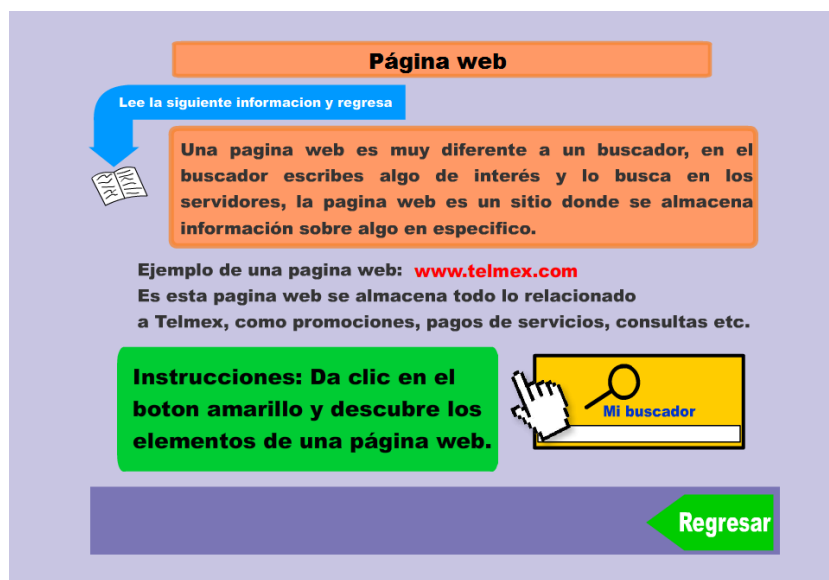 Página web
Lee la siguiente informacion y regresa
Una pagina web es muy diferente a un buscador, en el
buscador escribes algo de interés y lo busca en los
servidores, la pagina web es un sitio donde se almacena
información sobre algo en especifico.
Ejemplo de una pagina web: www.telmex.com
Es esta pagina web se almacena todo lo relacionado
a Telmex, como promociones, pagos de servicios, consultas etc.
Instrucciones: Da clic en el
boton amarillo y descubre los
elementos de una página web.
Mi buscador
Regresar